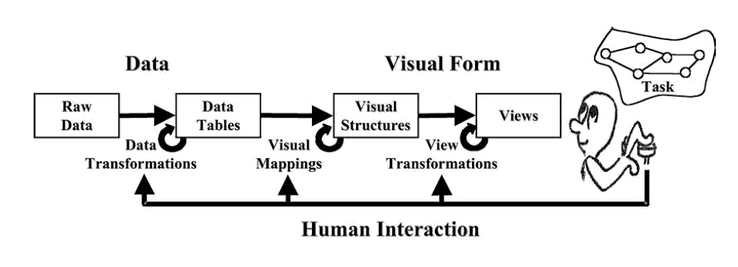 Data
Visual Form
Task
Raw
Data
Data
Tables
Visual
Structures
Views
Data
Transformations
Visual
Mappings
View
Transformations
Human Interaction